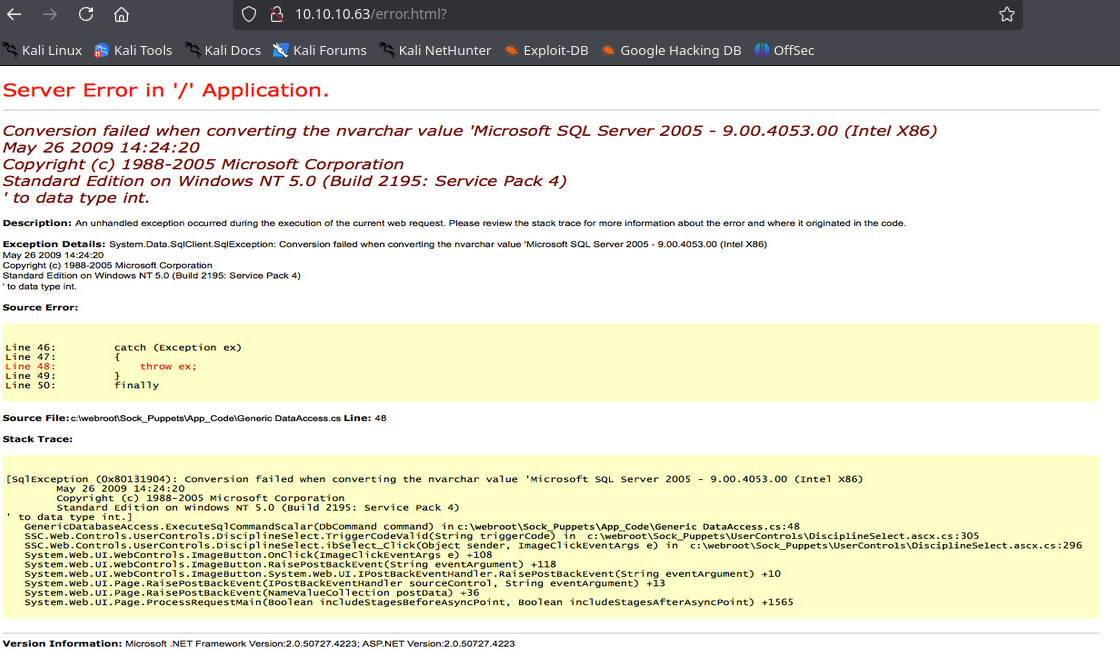 10.10.10.63/error.html?
Kali Linux Kali Tools Kali Docs Kali Forums Kali NetHunter Exploit-DB Google Hacking DB OffSec
Server Error in '/' Application.
Conversion failed when converting the nvarchar value 'Microsoft SQL Server 2005 - 9.00.4053.00 (Intel X86)
May 26 2009 14:24:20
Copyright (c) 1988-2005 Microsoft Corporation
Standard Edition on Windows NT 5.0 (Build 2195: Service Pack 4)
' to data type int.
Description: An unhandled exception occurred during the execution of the current web request. Please review the stack trace for more information about the error and where it originated in the code.
Exception Details: System.Data.SqlClient.SqlException: Conversion failed when converting the nvarchar value 'Microsoft SQL Server 2005 - 9.00.4053.00 (Intel X86)
May 26 2009 14:24:20
Copyright (c) 1988-2005 Microsoft Corporation
Standard Edition on Windows NT 5.0 (Build 2195: Service Pack 4)
' to data type int.
Source Error:
Line 46: catch (Exception ex)
Line 47: {
Line 48: throw ex;
Line 49: }
Line 50: finally
Source File: c:\webroot\Sock_Puppets\App_Code\Generic DataAccess.cs Line: 48
Stack Trace:
[SqlException (0x80131904): Conversion failed when converting the nvarchar value 'Microsoft SQL Server 2005 - 9.00.4053.00 (Intel X86)
May 26 2009 14:24:20
Copyright (c) 1988-2005 Microsoft Corporation
Standard Edition on Windows NT 5.0 (Build 2195: Service Pack 4)
' to data type int.]
GenericDatabaseAccess.ExecuteSqlCommandScalar(DbCommand command) in c:\webroot\Sock_Puppets\App_Code\Generic DataAccess.cs:48
SSC.Web.Controls.UserControls.DisciplineSelect.TriggerCodeValid(String triggerCode) in c:\webroot\Sock_Puppets\UserControls\DisciplineSelect.ascx.cs:305
SSC.Web.Controls.UserControls.DisciplineSelect.ibSelect_Click(Object sender, ImageClickEventArgs e) in c:\webroot\Sock_Puppets\UserControls\DisciplineSelect.ascx.cs:296
System.Web.UI.WebControls.ImageButton.OnClick(ImageClickEventArgs e) +108
System.Web.UI.WebControls.ImageButton.RaisePostBackEvent(String eventArgument) +118
System.Web.UI.WebControls.ImageButton.System.Web.UI.IPostBackEventHandler.RaisePostBackEvent(String eventArgument) +10
System.Web.UI.Page.RaisePostBackEvent(IPostBackEventHandler sourceControl, String eventArgument) +13
System.Web.UI.Page.RaisePostBackEvent(NameValueCollection postData) +36
System.Web.UI.Page.ProcessRequestMain(Boolean includeStagesBeforeAsyncPoint, Boolean includeStagesAfterAsyncPoint) +1565
Version Information: Microsoft .NET Framework Version:2.0.50727.4223; ASP.NET Version:2.0.50727.4223